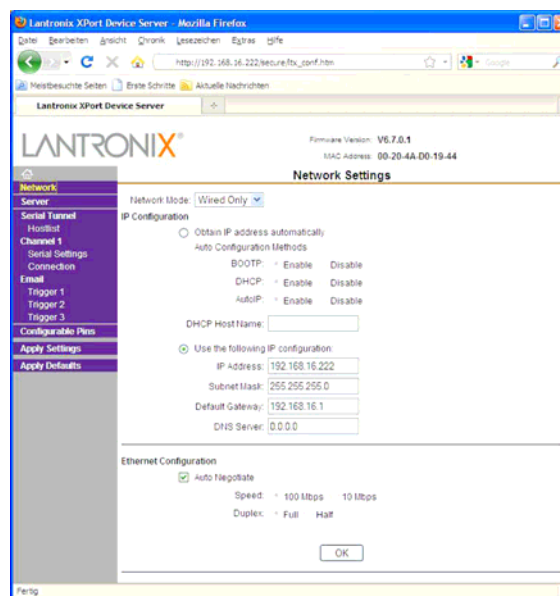 Lantronix XPort Device Server - Mozilla Firefox
Datei Bearbeiten Ansicht Chronik Lesezeichen Extras Hilfe
http://192.168.16.222/secure/ltx_conf.htm
Google
Meistbesuchte Seiten Erste Schritte Aktuelle Nachrichten
Lantronix XPort Device Server
LANTRONIX®
Firmware Version: V6.7.0.1
MAC Address: 00-20-4A-D0-19-44
Network Settings
Network
Server
Serial Tunnel
Hostlist
Channel 1
Serial Settings
Connection
Email
Trigger 1
Trigger 2
Trigger 3
Configurable Pins
Apply Settings
Apply Defaults
Network Mode: Wired Only
IP Configuration
Obtain IP address automatically
Auto Configuration Methods
BOOTP: Enable Disable
DHCP: Enable Disable
AutoIP: Enable Disable
DHCP Host Name:
Use the following IP configuration:
IP Address: 192.168.16.222
Subnet Mask: 255.255.255.0
Default Gateway: 192.168.16.1
DNS Server: 0.0.0.0
Ethernet Configuration
Auto Negotiate
Speed: 100 Mbps 10 Mbps
Duplex: Full Half
OK
Fertig